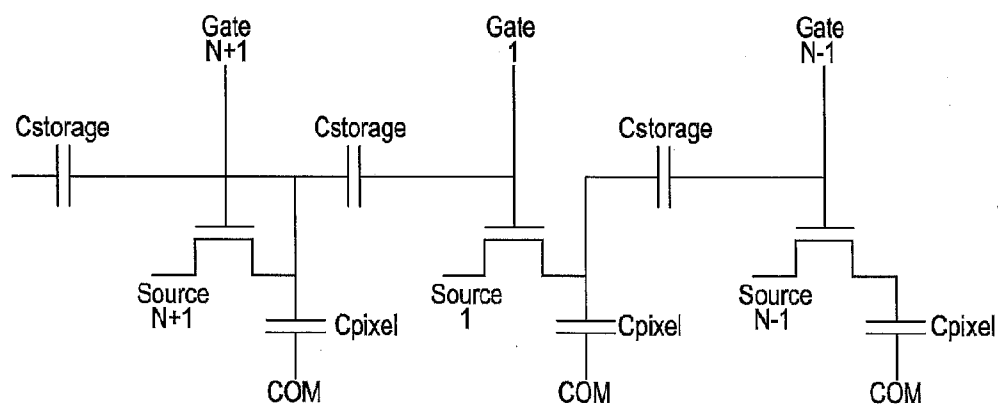 Gate
N+1
Gate
1
Gate
N-1
Cstorage
Cstorage
Cstorage
Source
N+1
Source
1
Source
N-1
Cpixel
Cpixel
Cpixel
COM
COM
COM